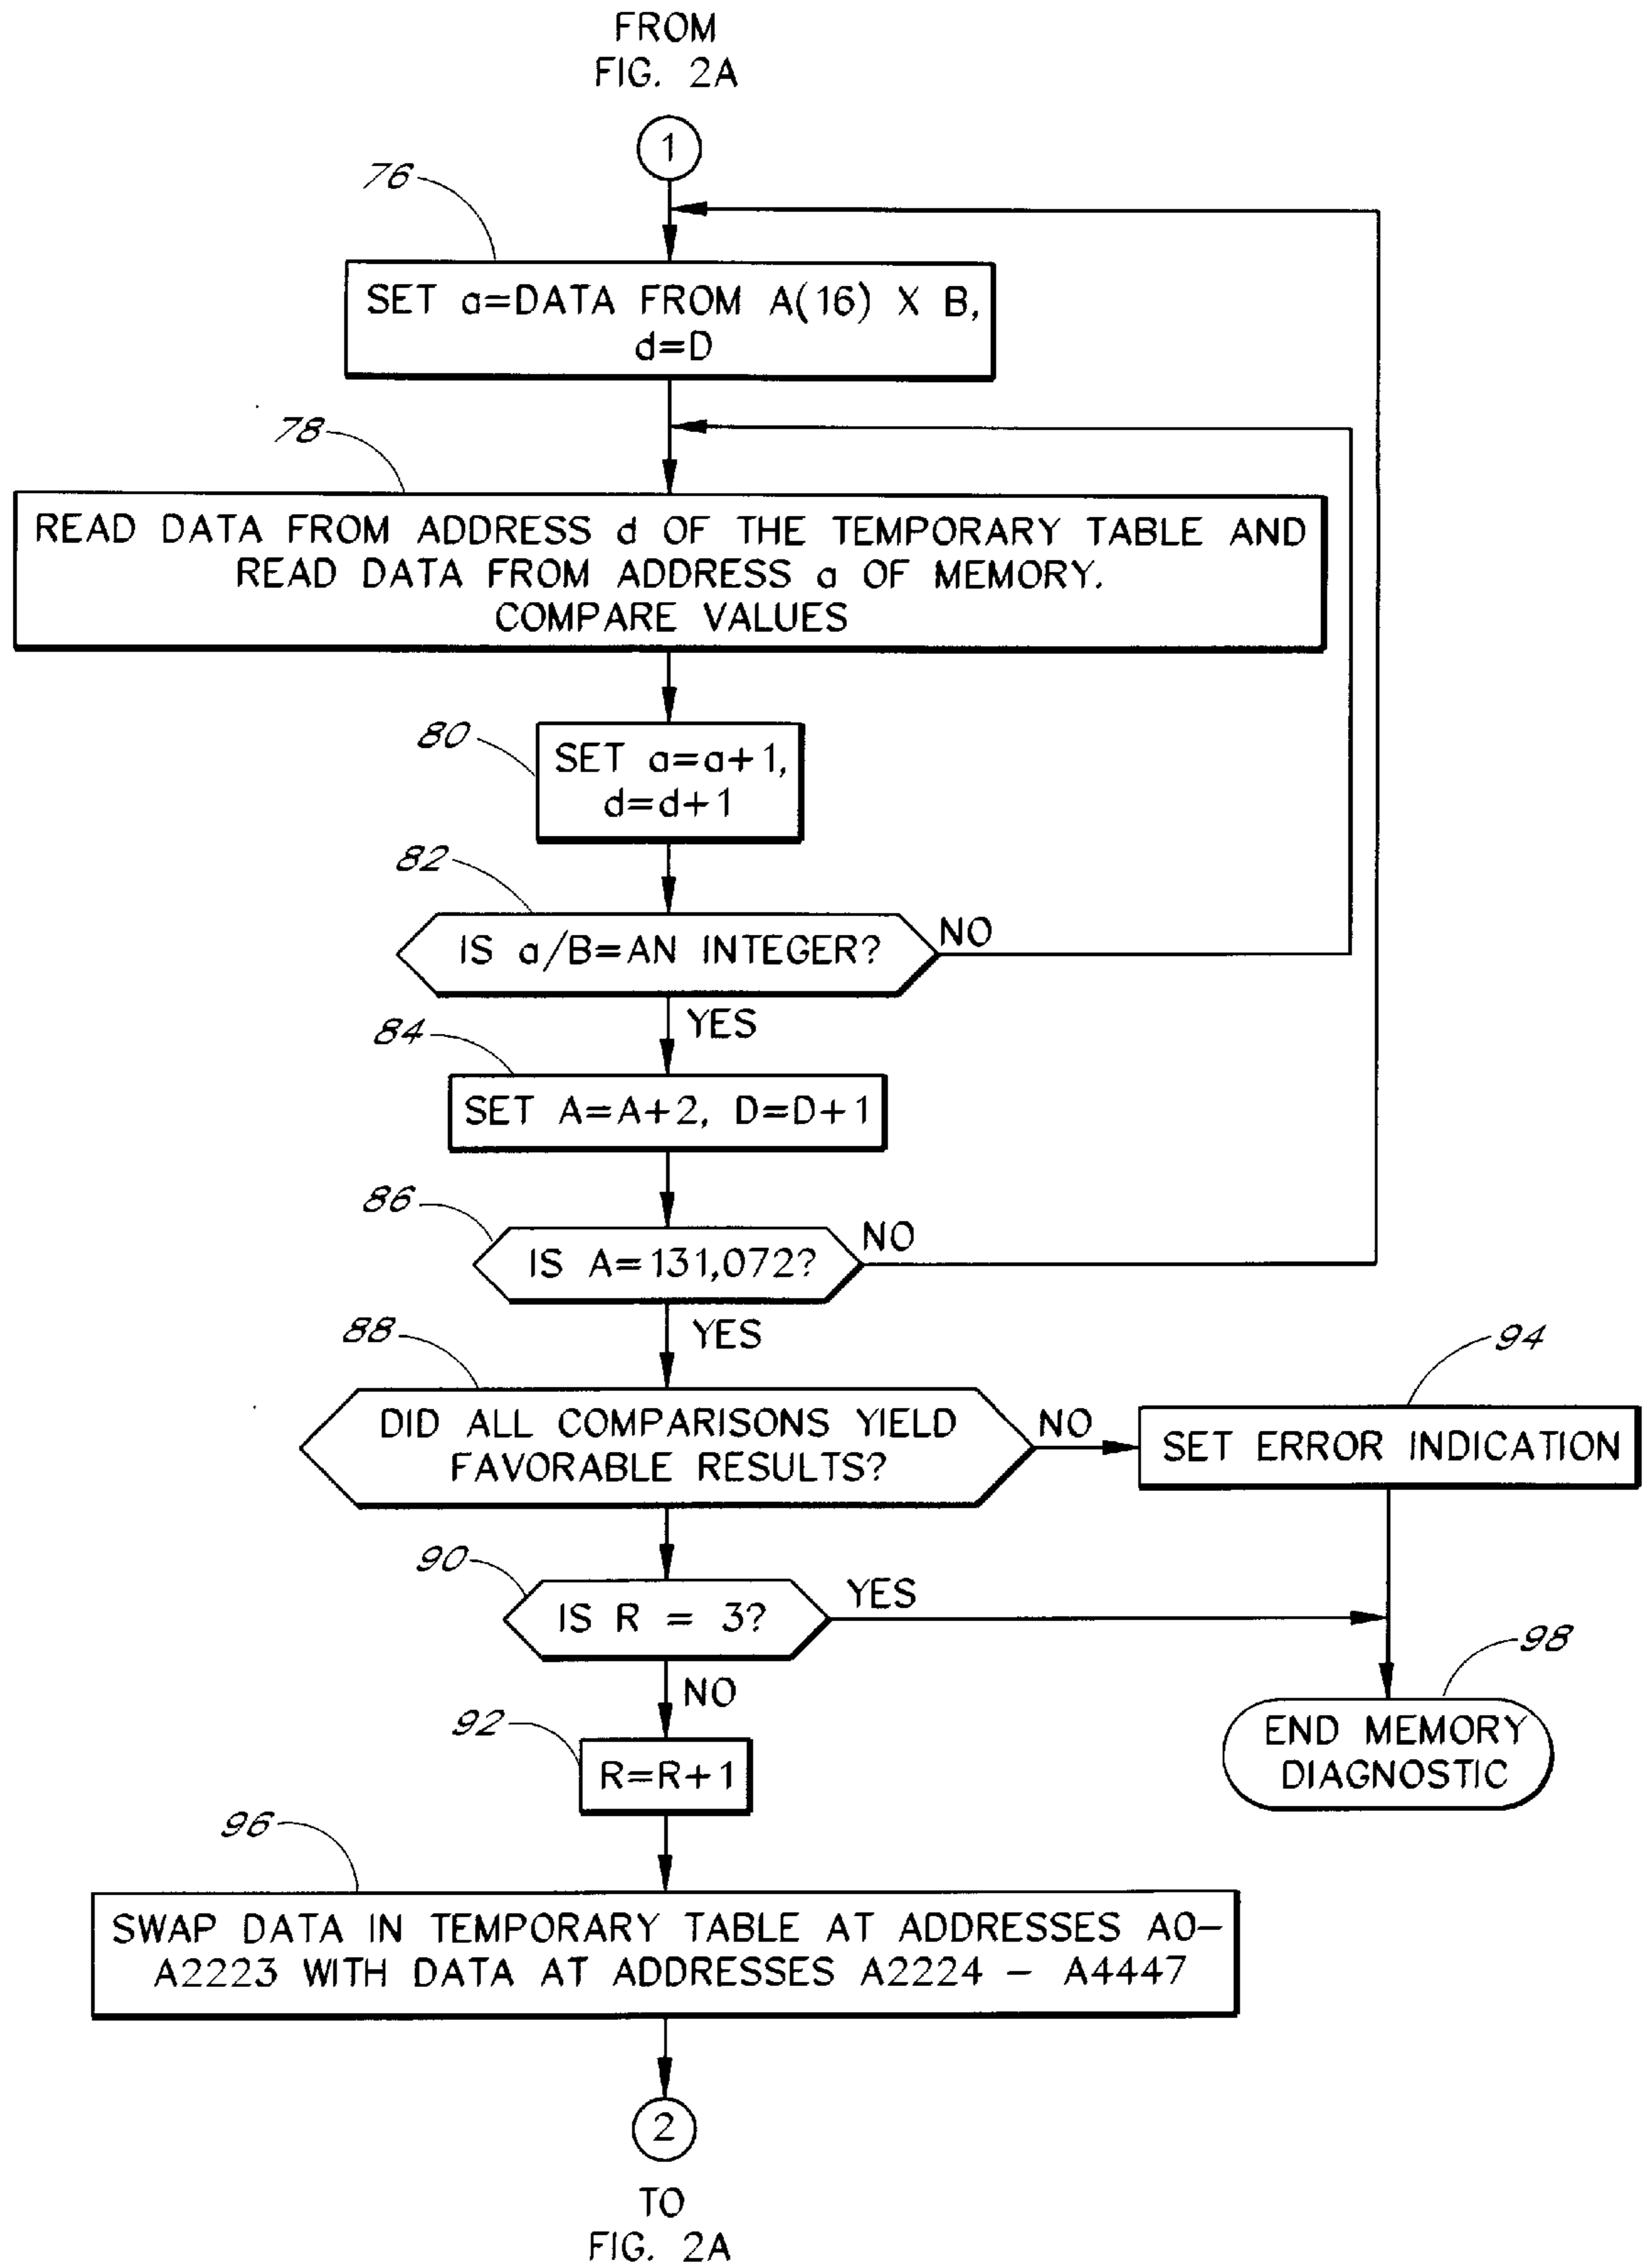 FROM
FIG. 2A
1
76
SET a=DATA FROM A(16) X B,
d=D
78
READ DATA FROM ADDRESS d OF THE TEMPORARY TABLE AND
READ DATA FROM ADDRESS a OF MEMORY.
COMPARE VALUES
80
SET a=a+1,
d=d+1
82
IS a/B=AN INTEGER?
NO
YES
84
SET A=A+2, D=D+1
86
IS A=131,072?
NO
YES
88
DID ALL COMPARISONS YIELD
FAVORABLE RESULTS?
NO
94
SET ERROR INDICATION
90
IS R = 3?
YES
NO
98
END MEMORY
DIAGNOSTIC
92
R=R+1
96
SWAP DATA IN TEMPORARY TABLE AT ADDRESSES A0-
A2223 WITH DATA AT ADDRESSES A2224 - A4447
2
TO
FIG. 2A